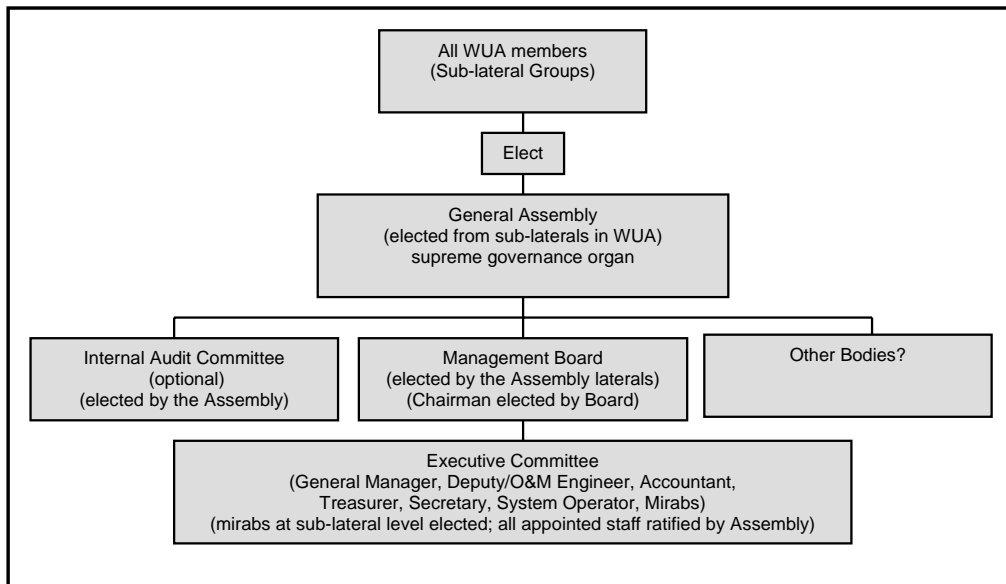 All WUA members
(Sub-lateral Groups)
Elect
General Assembly
(elected from sub-laterals in WUA)
supreme governance organ
Internal Audit Committee
(optional)
(elected by the Assembly)
Management Board
(elected by the Assembly laterals)
(Chairman elected by Board)
Other Bodies?
Executive Committee
(General Manager, Deputy/O&M Engineer, Accountant,
Treasurer, Secretary, System Operator, Mirabs)
(mirabs at sub-lateral level elected; all appointed staff ratified by Assembly)